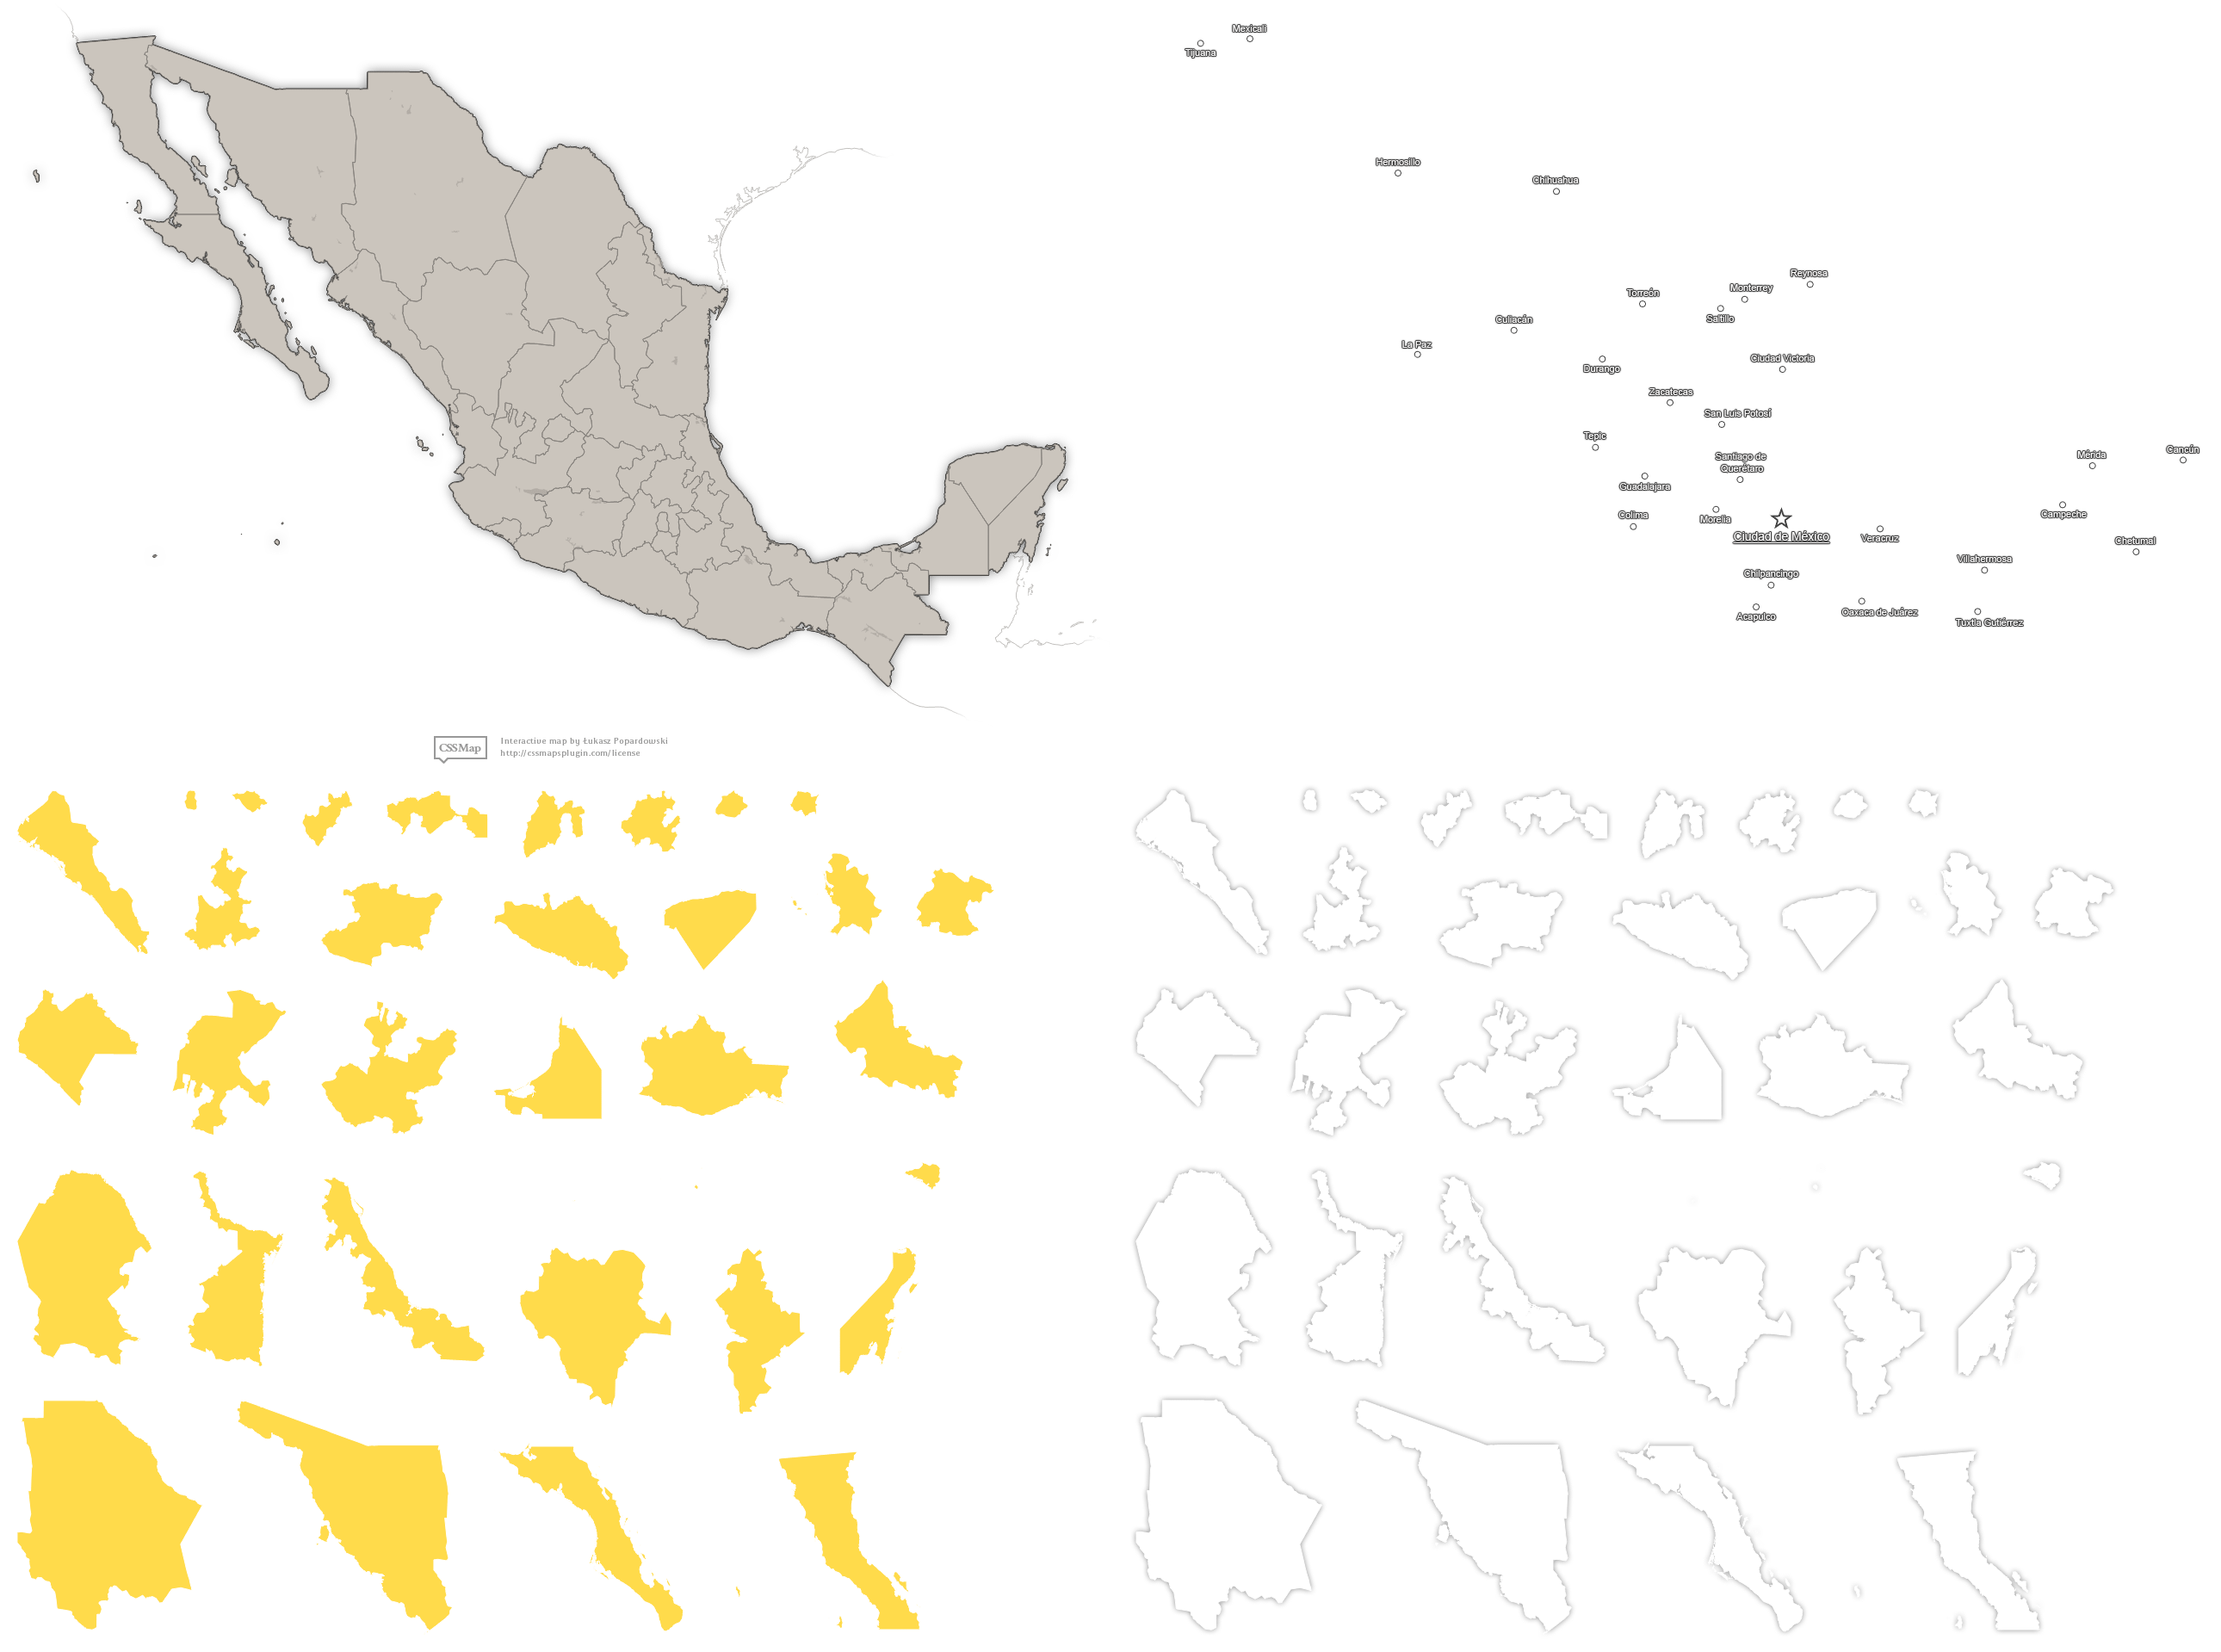 Mexicali
Tijuana
Hermosillo
Chihuahua
Reynosa
Monterrey
Torreón
Saltillo
Culiacán
La Paz
Ciudad Victoria
Durango
Zacatecas
San Luis Potosí
Tepic
Santiago de
Querétaro
Mérida
Cancún
Guadalajara
Colima
Morelia
Campeche
Ciudad de México
Veracruz
Chetumal
Villahermosa
Chilpancingo
Acapulco
Oaxaca de Juárez
Tuxtla Gutiérrez
CSSMap
Interactive map by Łukasz Popardowski
http://cssmapsplugin.com/license